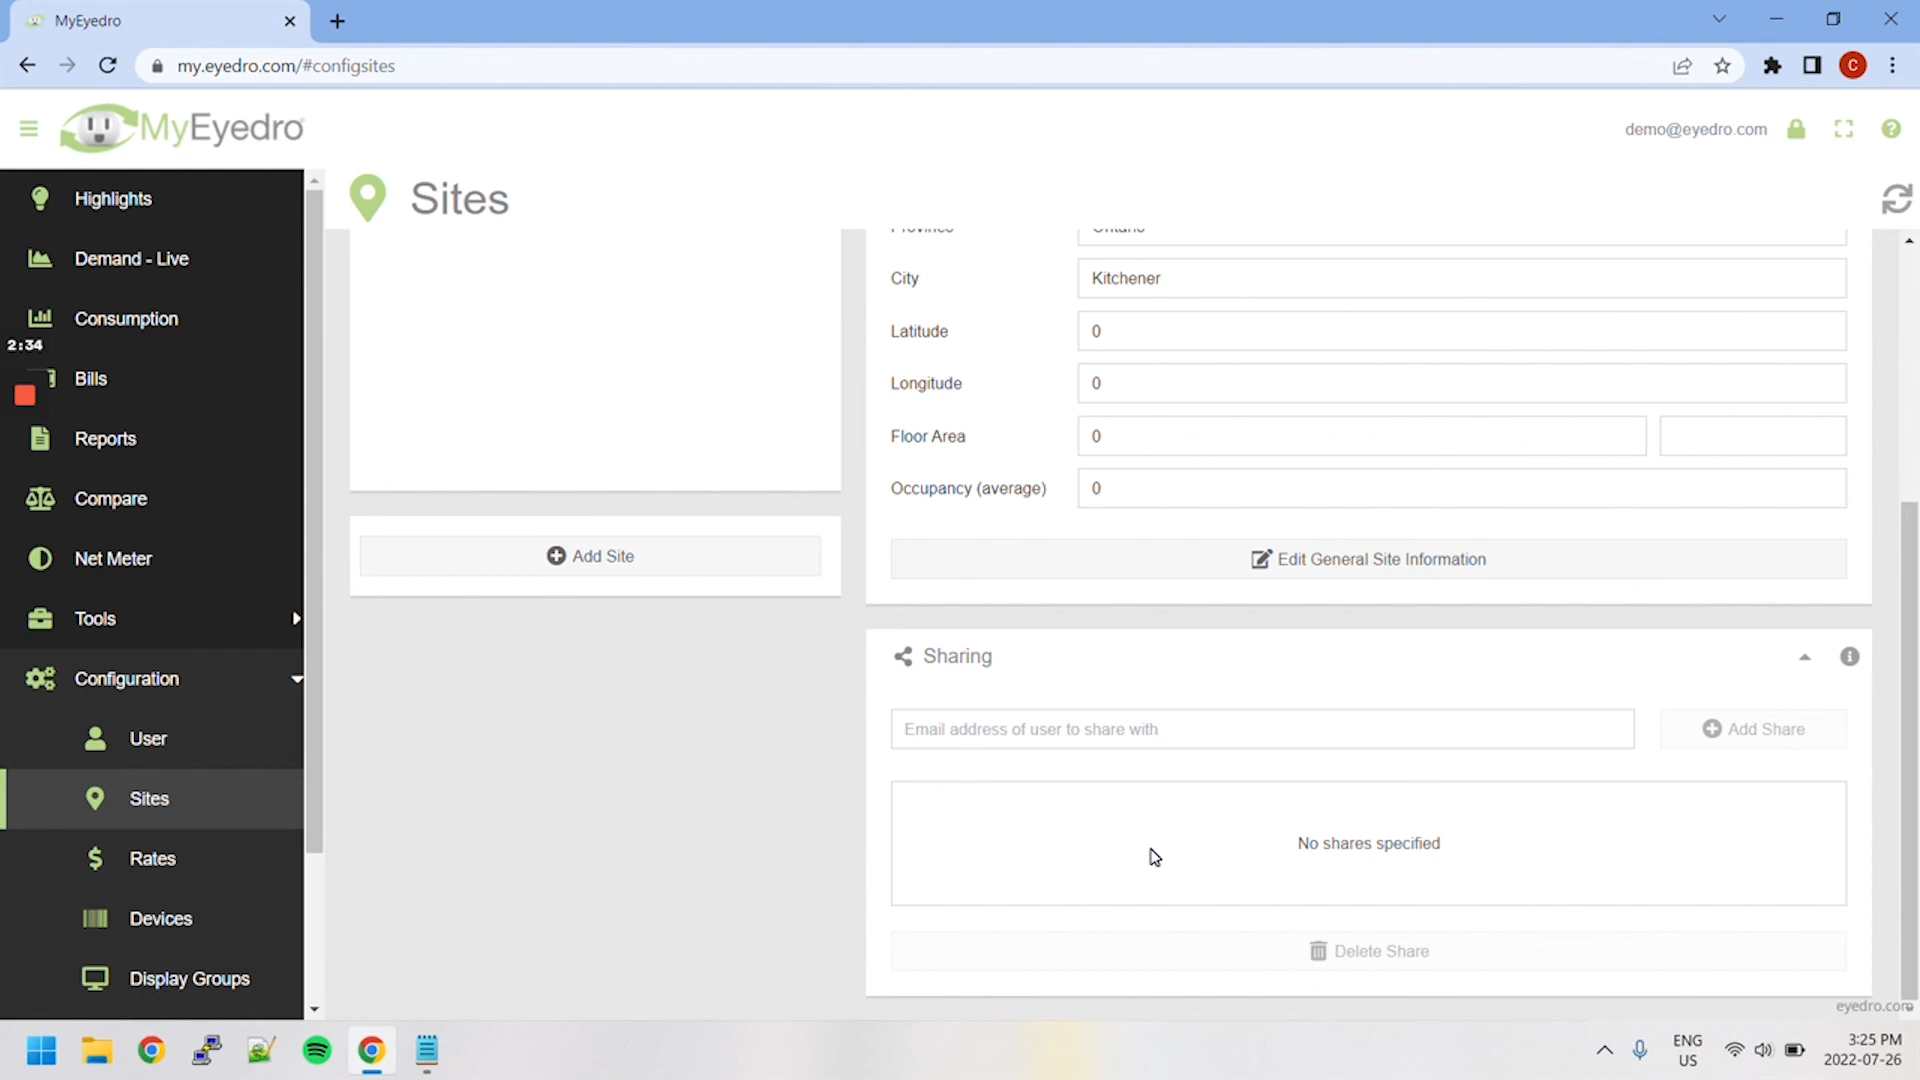 MyEyedro
my.eyedro.com/#configsites
C
MyEyedro
demo@eyedro.com
Highlights
Demand - Live
Consumption
2:34
Bills
Reports
Compare
Net Meter
Tools
Configuration
User
Sites
Rates
Devices
Display Groups
Sites
Province
Ontario
City
Kitchener
Latitude
0
Longitude
0
Floor Area
0
Occupancy (average)
0
Edit General Site Information
Add Site
Sharing
Email address of user to share with
Add Share
No shares specified
Delete Share
eyedro.com
ENG
US
3:25 PM
2022-07-26